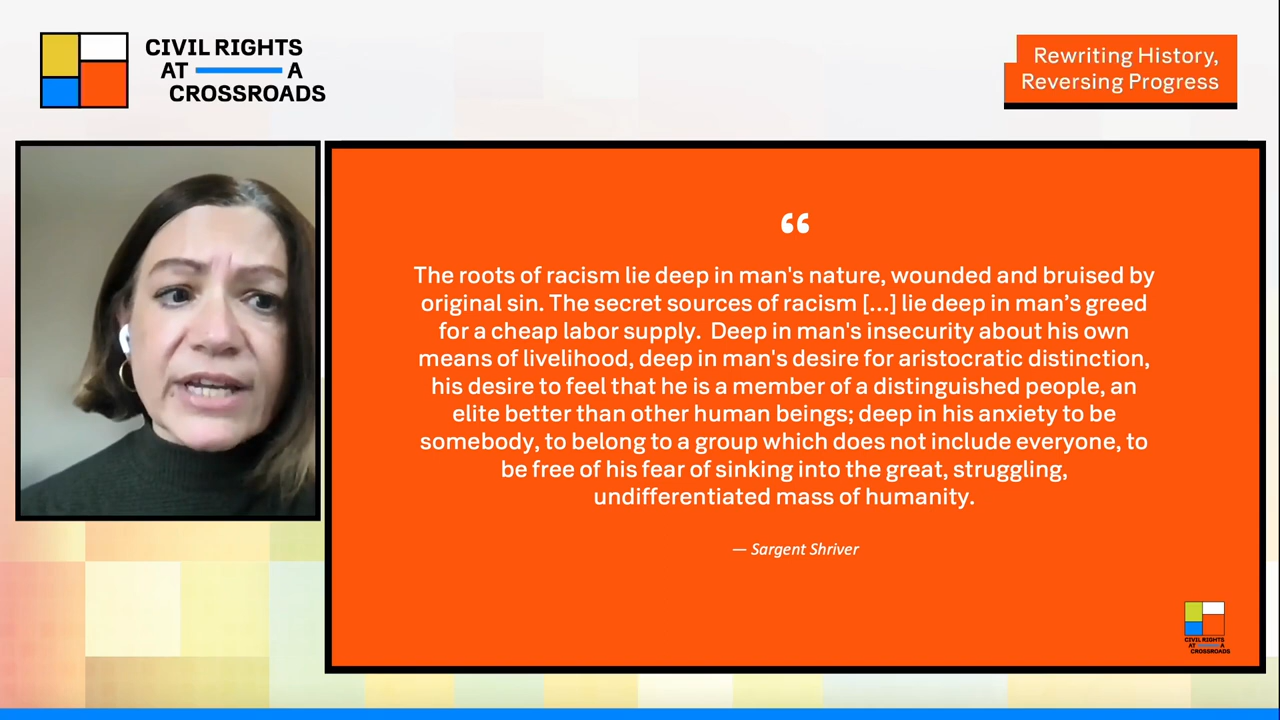 CIVIL RIGHTS
AT A
CROSSROADS
Rewriting History,
Reversing Progress
“
The roots of racism lie deep in man's nature, wounded and bruised by
original sin. The secret sources of racism [...] lie deep in man’s greed
for a cheap labor supply.  Deep in man's insecurity about his own
means of livelihood, deep in man's desire for aristocratic distinction,
his desire to feel that he is a member of a distinguished people, an
elite better than other human beings; deep in his anxiety to be
somebody, to belong to a group which does not include everyone, to
be free of his fear of sinking into the great, struggling,
undifferentiated mass of humanity.
— Sargent Shriver
CIVIL RIGHTS
AT A
CROSSROADS